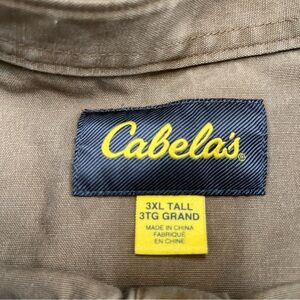 Cabela's®
3XL TALL
3TG GRAND
MADE IN CHINA
FABRIQUÉ
EN CHINE